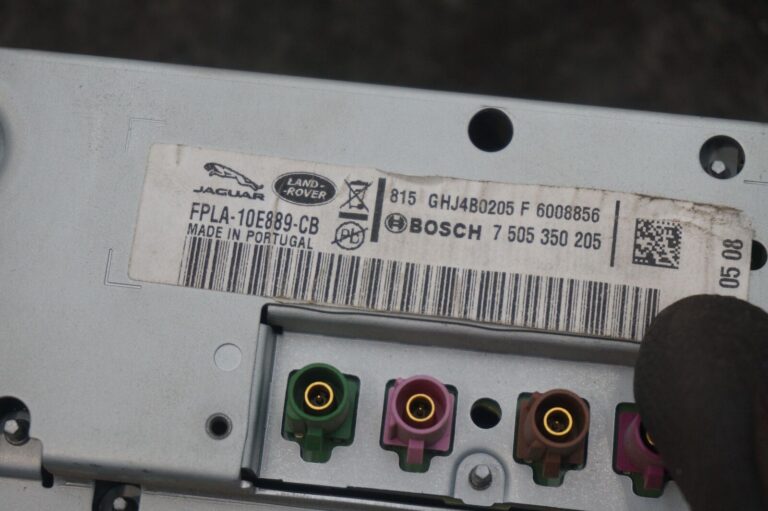 JAGUAR
LAND-
-ROVER
FPLA-10E889-CB
MADE IN PORTUGAL
Pb
815 GHJ4B0205 F 6008856
BOSCH 7 505 350 205
05 08